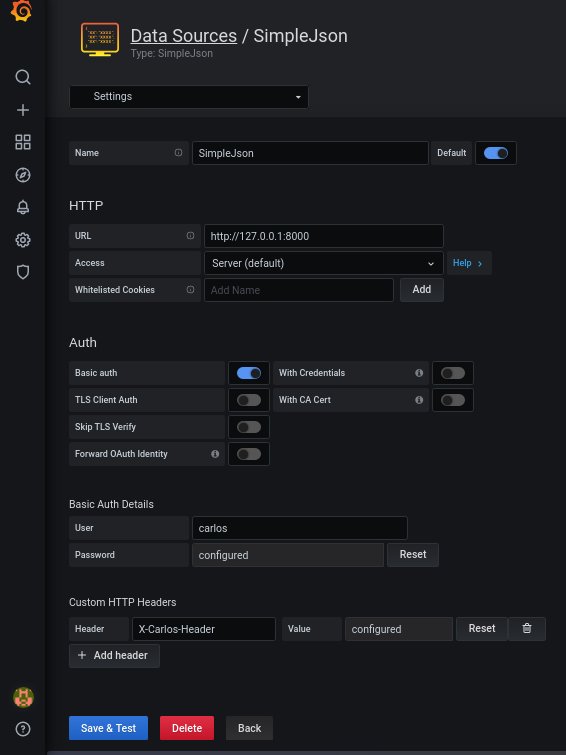 Data Sources / SimpleJson
Type: SimpleJson
Settings
Name SimpleJson Default
HTTP
URL http://127.0.0.1:8000
Access Server (default) Help
Whitelisted Cookies Add Name Add
Auth
Basic auth With Credentials
TLS Client Auth With CA Cert
Skip TLS Verify
Forward OAuth Identity
Basic Auth Details
User carlos
Password configured Reset
Custom HTTP Headers
Header X-Carlos-Header Value configured Reset
+ Add header
Save & Test Delete Back